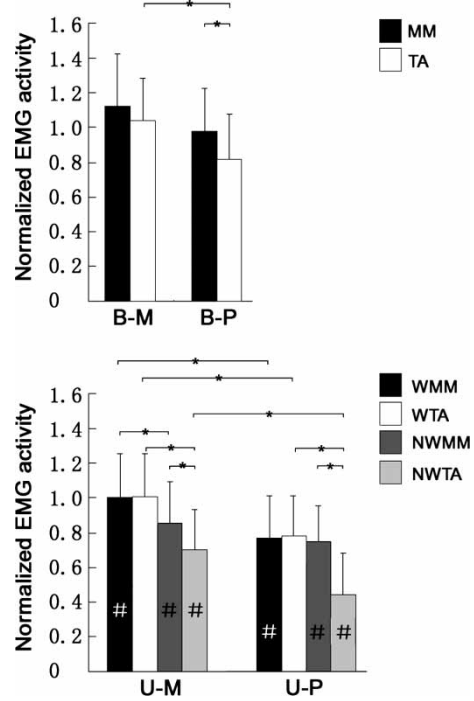 Normalized EMG activity
1.6
1.4
1.2
1.0
0.8
0.6
0.4
0.2
0
*
*
MM
TA
B-M
B-P
Normalized EMG activity
1.6
1.4
1.2
1.0
0.8
0.6
0.4
0.2
0
*
*
*
*
*
*
*
*
WMM
WTA
NWMM
NWTA
# # # # # #
U-M
U-P